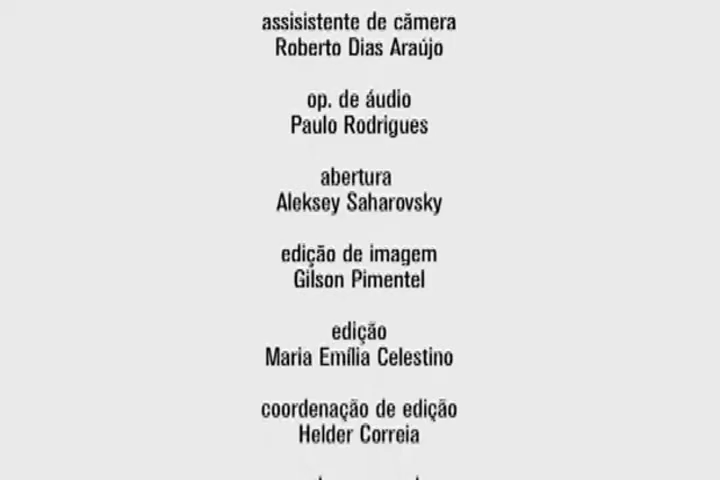 assisistente de cămera
Roberto Dias Araújo
op. de áudio
Paulo Rodrigues
abertura
Aleksey Saharovsky
edição de imagem
Gilson Pimentel
edição
Maria Emília Celestino
coordenação de edição
Helder Correia